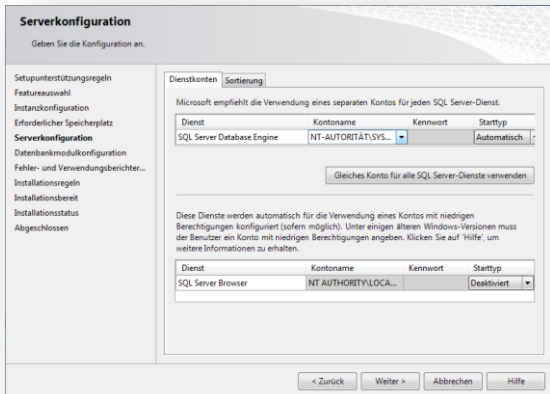 Serverkonfiguration
Geben Sie die Konfiguration an.
Setupunterstützungsregeln
Featureauswahl
Instanzkonfiguration
Erforderlicher Speicherplatz
Serverkonfiguration
Datenbankmodulkonfiguration
Fehler- und Verwendungsberichter...
Installationsregeln
Installationsbereit
Installationsstatus
Abgeschlossen
Dienstkonten Sortierung
Microsoft empfiehlt die Verwendung eines separaten Kontos für jeden SQL Server-Dienst.
Dienst Kontoname Kennwort Starttyp
SQL Server Database Engine NT-AUTORITÄT\SYS... Automatisch
Gleiches Konto für alle SQL Server-Dienste verwenden
Diese Dienste werden automatisch für die Verwendung eines Kontos mit niedrigen
Berechtigungen konfiguriert (sofern möglich). Unter einigen älteren Windows-Versionen muss
der Benutzer ein Konto mit niedrigen Berechtigungen angeben. Klicken Sie auf 'Hilfe', um
weitere Informationen zu erhalten.
Dienst Kontoname Kennwort Starttyp
SQL Server Browser NT AUTHORITY\LOCA... Deaktiviert
< Zurück Weiter > Abbrechen Hilfe